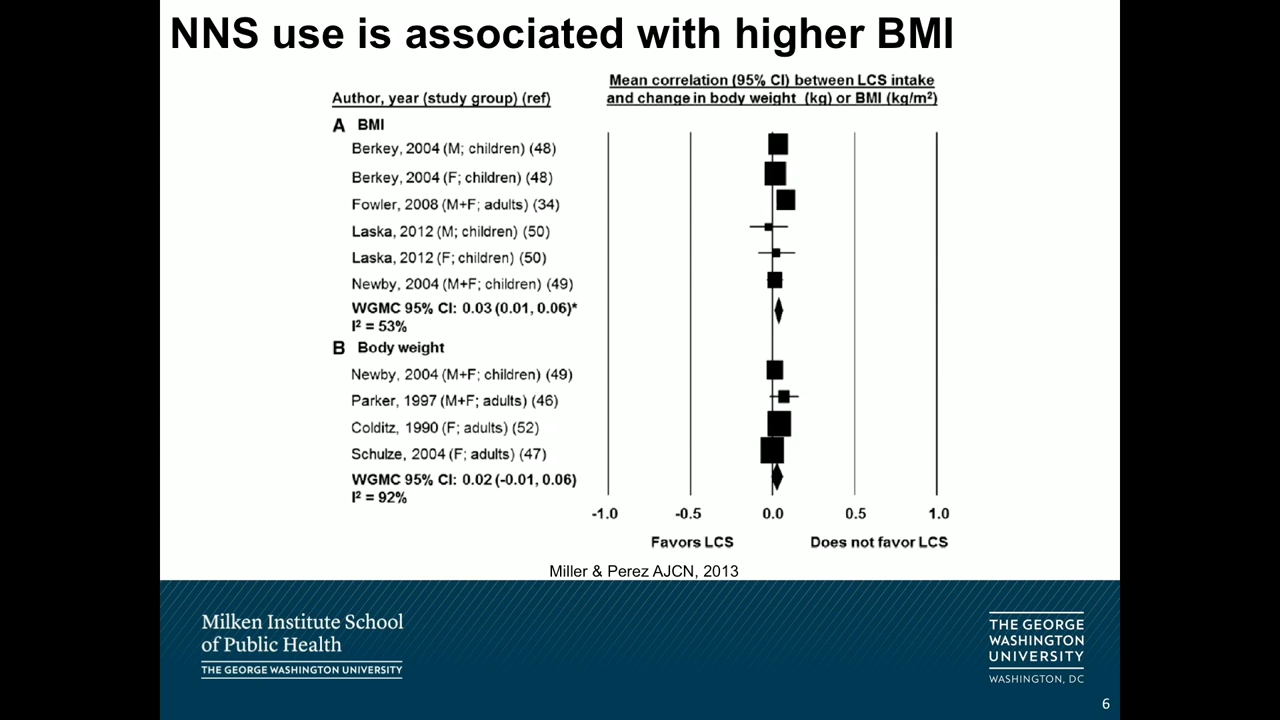 NNS use is associated with higher BMI
Mean correlation (95% CI) between LCS intake
and change in body weight (kg) or BMI (kg/m²)
Author, year (study group) (ref)
A BMI
Berkey, 2004 (M; children) (48)
Berkey, 2004 (F; children) (48)
Fowler, 2008 (M+F; adults) (34)
Laska, 2012 (M; children) (50)
Laska, 2012 (F; children) (50)
Newby, 2004 (M+F; children) (49)
WGMC 95% CI: 0.03 (0.01, 0.06)*
I² = 53%
B Body weight
Newby, 2004 (M+F; children) (49)
Parker, 1997 (M+F; adults) (46)
Colditz, 1990 (F; adults) (52)
Schulze, 2004 (F; adults) (47)
WGMC 95% CI: 0.02 (-0.01, 0.06)
I² = 92%
-1.0 -0.5 0.0 0.5 1.0
Favors LCS Does not favor LCS
Miller & Perez AJCN, 2013
Milken Institute School
of Public Health
THE GEORGE WASHINGTON UNIVERSITY
THE GEORGE
WASHINGTON
UNIVERSITY
WASHINGTON, DC
6